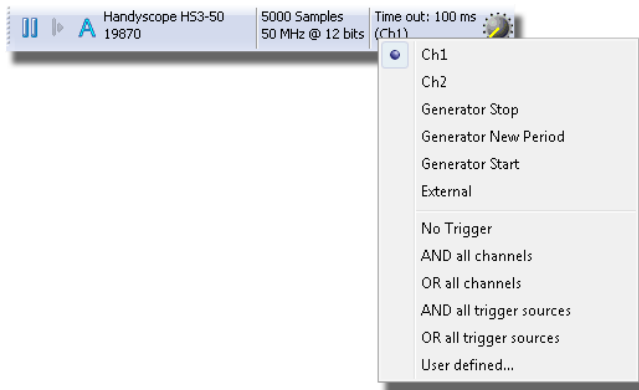 Handyscope HS3-50
19870
5000 Samples
50 MHz @ 12 bits
Time out: 100 ms
(Ch1)
A
Ch1
Ch2
Generator Stop
Generator New Period
Generator Start
External
No Trigger
AND all channels
OR all channels
AND all trigger sources
OR all trigger sources
User defined...